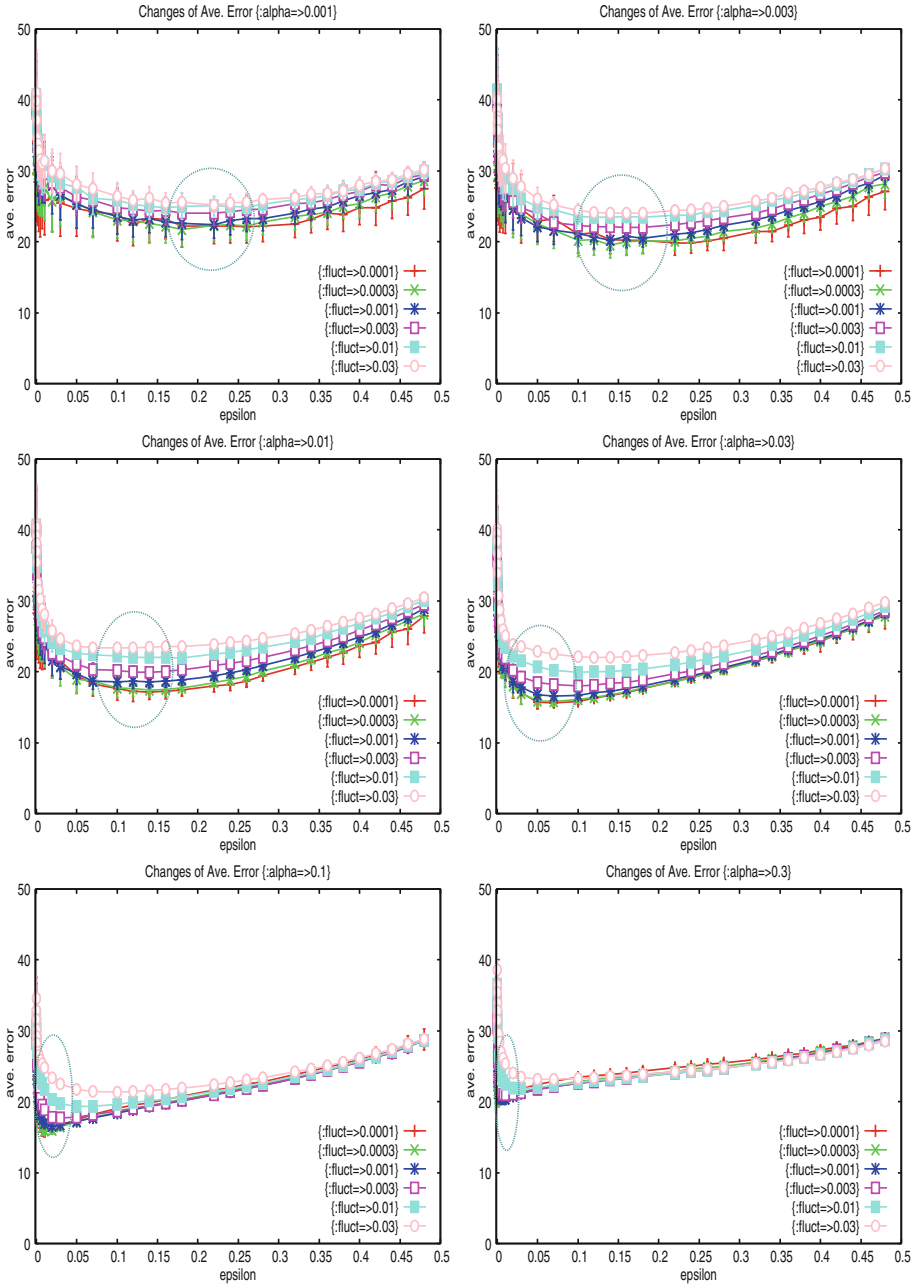 Changes of Ave. Error {:alpha=>0.001}
50
40
30
20
10
0
ave. error
{:fluct=>0.0001}
{:fluct=>0.0003}
{:fluct=>0.001}
{:fluct=>0.003}
{:fluct=>0.01}
{:fluct=>0.03}
0 0.05 0.1 0.15 0.2 0.25 0.3 0.35 0.4 0.45 0.5
epsilon
Changes of Ave. Error {:alpha=>0.003}
50
40
30
20
10
0
ave. error
{:fluct=>0.0001}
{:fluct=>0.0003}
{:fluct=>0.001}
{:fluct=>0.003}
{:fluct=>0.01}
{:fluct=>0.03}
0 0.05 0.1 0.15 0.2 0.25 0.3 0.35 0.4 0.45 0.5
epsilon
Changes of Ave. Error {:alpha=>0.01}
50
40
30
20
10
0
ave. error
{:fluct=>0.0001}
{:fluct=>0.0003}
{:fluct=>0.001}
{:fluct=>0.003}
{:fluct=>0.01}
{:fluct=>0.03}
0 0.05 0.1 0.15 0.2 0.25 0.3 0.35 0.4 0.45 0.5
epsilon
Changes of Ave. Error {:alpha=>0.03}
50
40
30
20
10
0
ave. error
{:fluct=>0.0001}
{:fluct=>0.0003}
{:fluct=>0.001}
{:fluct=>0.003}
{:fluct=>0.01}
{:fluct=>0.03}
0 0.05 0.1 0.15 0.2 0.25 0.3 0.35 0.4 0.45 0.5
epsilon
Changes of Ave. Error {:alpha=>0.1}
50
40
30
20
10
0
ave. error
{:fluct=>0.0001}
{:fluct=>0.0003}
{:fluct=>0.001}
{:fluct=>0.003}
{:fluct=>0.01}
{:fluct=>0.03}
0 0.05 0.1 0.15 0.2 0.25 0.3 0.35 0.4 0.45 0.5
epsilon
Changes of Ave. Error {:alpha=>0.3}
50
40
30
20
10
0
ave. error
{:fluct=>0.0001}
{:fluct=>0.0003}
{:fluct=>0.001}
{:fluct=>0.003}
{:fluct=>0.01}
{:fluct=>0.03}
0 0.05 0.1 0.15 0.2 0.25 0.3 0.35 0.4 0.45 0.5
epsilon